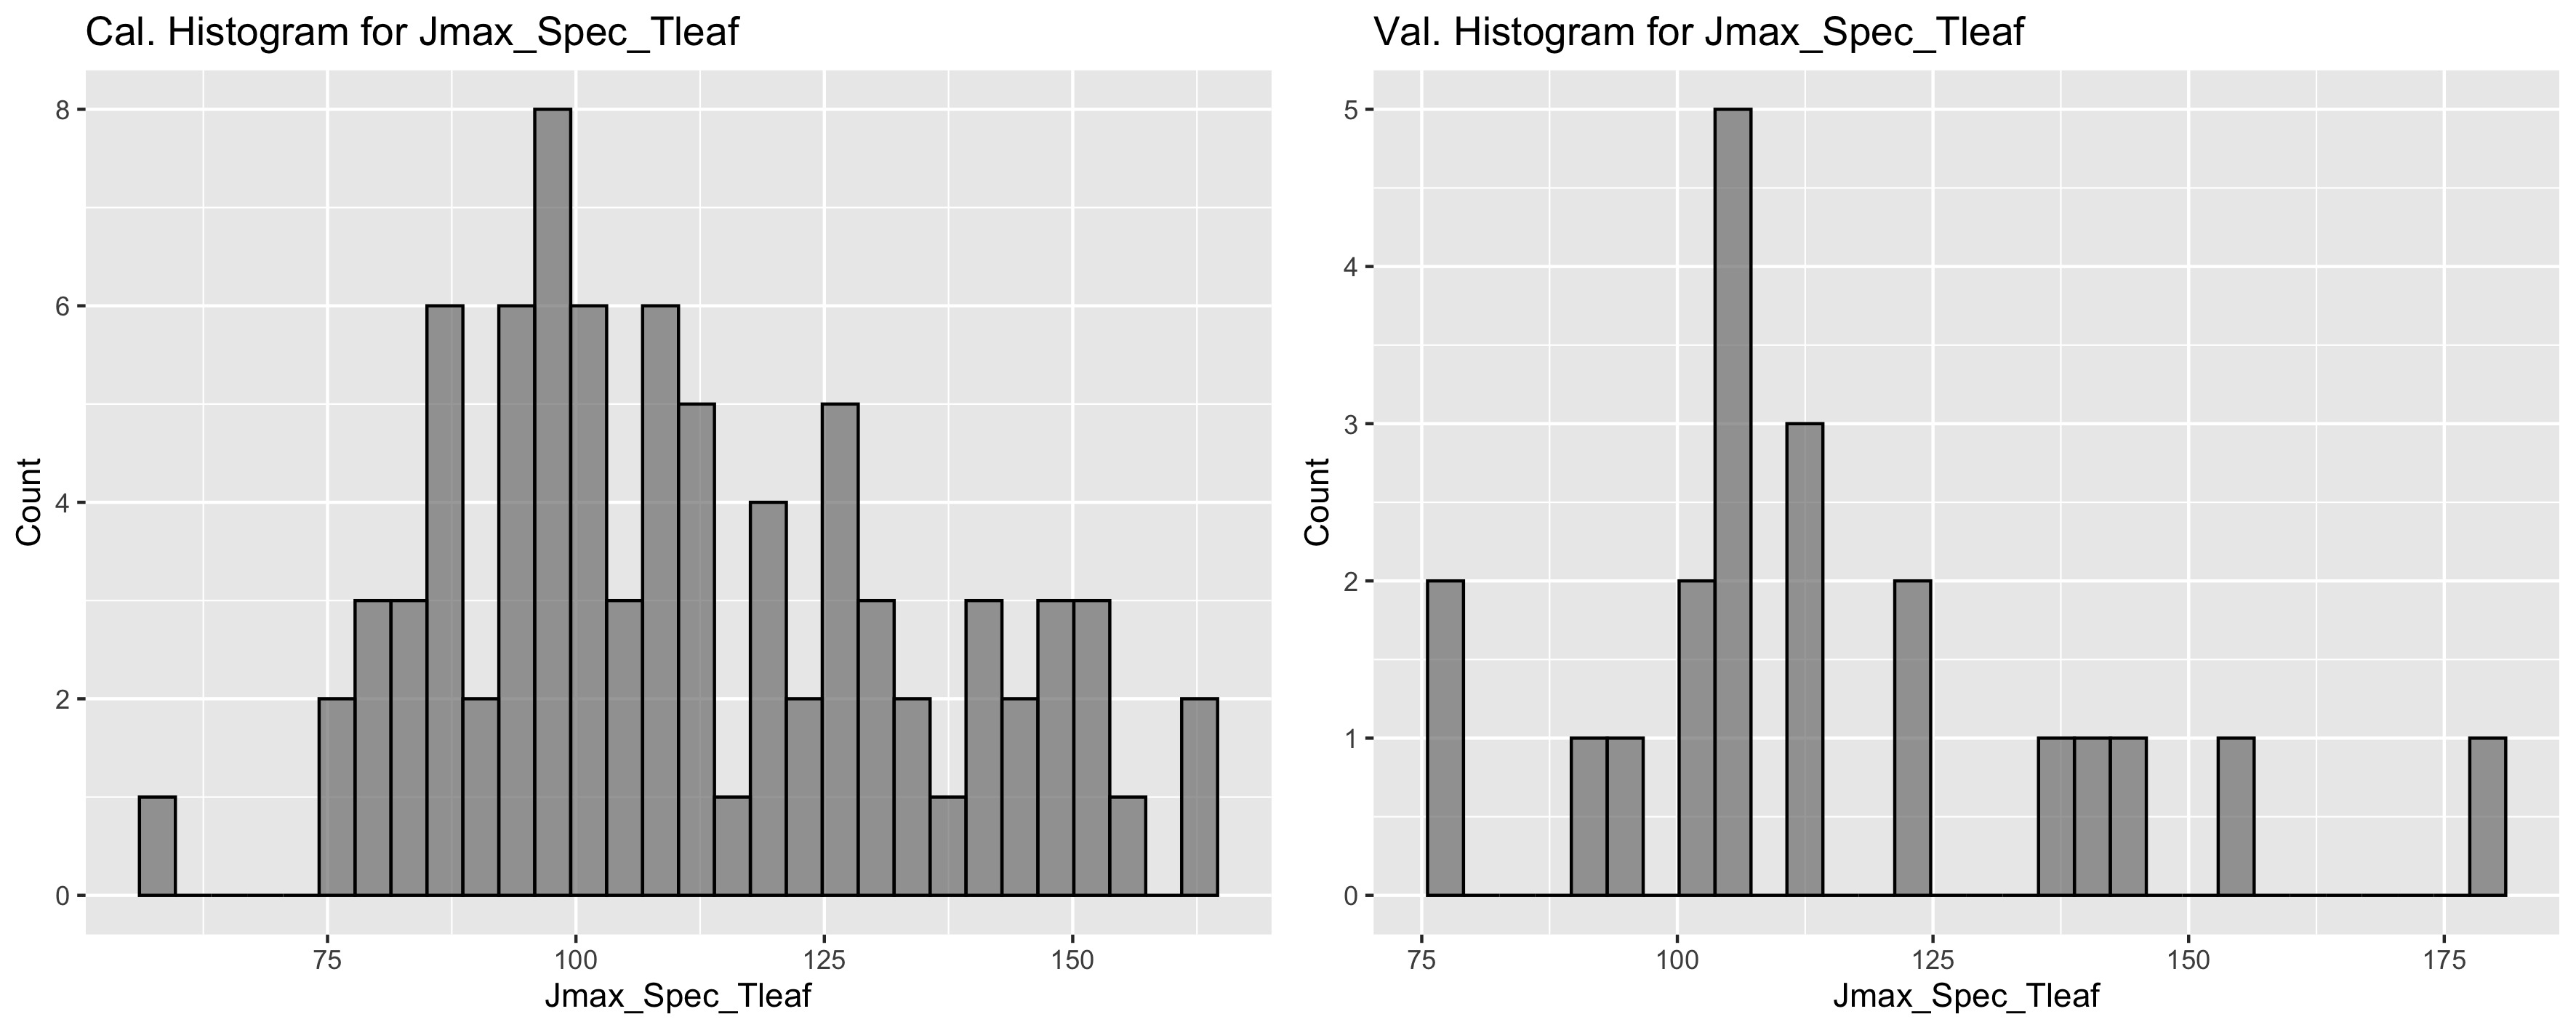 Cal. Histogram for Jmax_Spec_Tleaf
8
6
4
2
0
Count
75 100 125 150
Jmax_Spec_Tleaf
Val. Histogram for Jmax_Spec_Tleaf
5
4
3
2
1
0
Count
75 100 125 150 175
Jmax_Spec_Tleaf